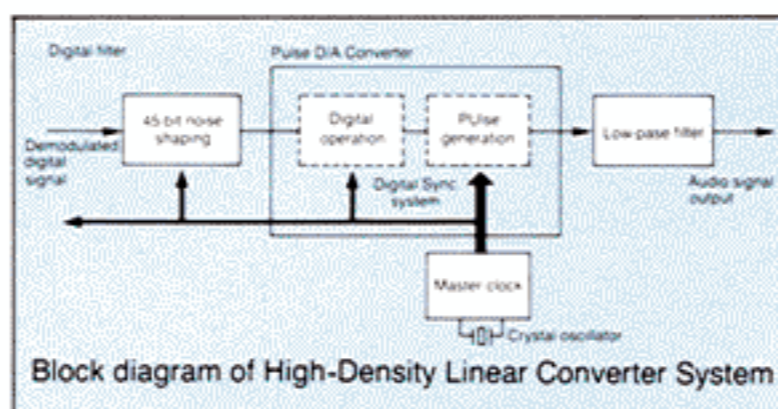 Digital filter
Pulse D/A Converter
45 bit noise
shaping
Digital
operation
PUlse
generation
Low-pase filter
Demodulated
digital
signal
Digital Sync
system
Audio signal
output
Master clock
Crystal oscillator
Block diagram of High-Density Linear Converter System